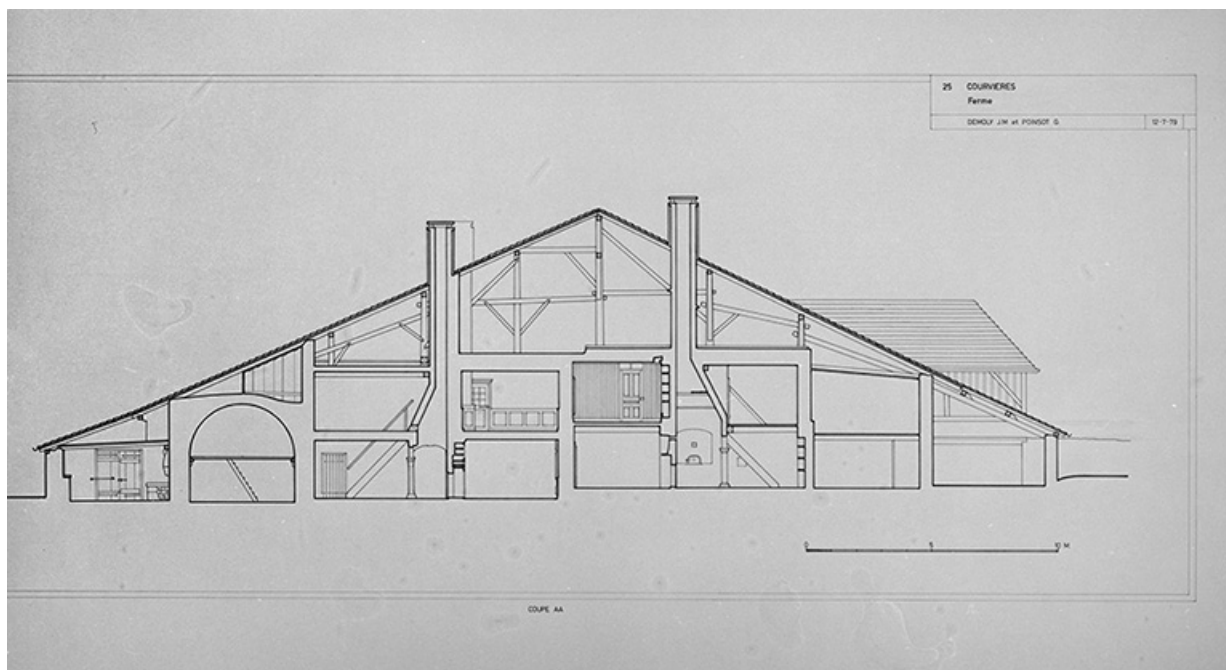 25 COURVIERES
Ferme
DEMOLY J.M et POINSOT G. 12-7-79
0 5 10 M.
COUPE AA